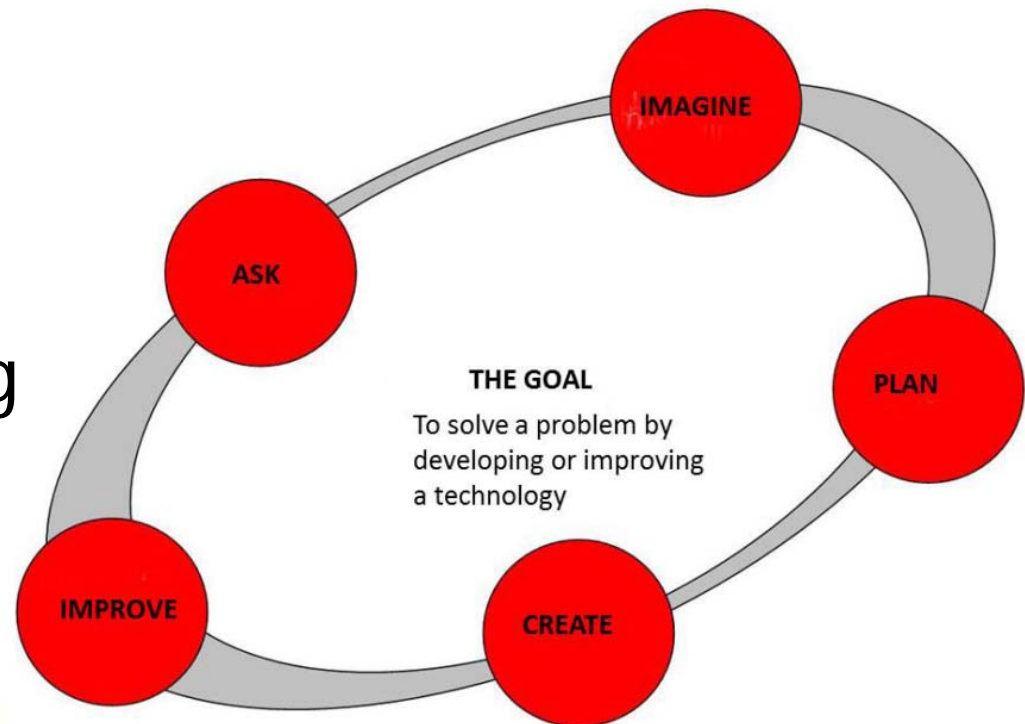 IMAGINE
ASK
g
THE GOAL
PLAN
To solve a problem by
developing or improving
a technology
IMPROVE
CREATE